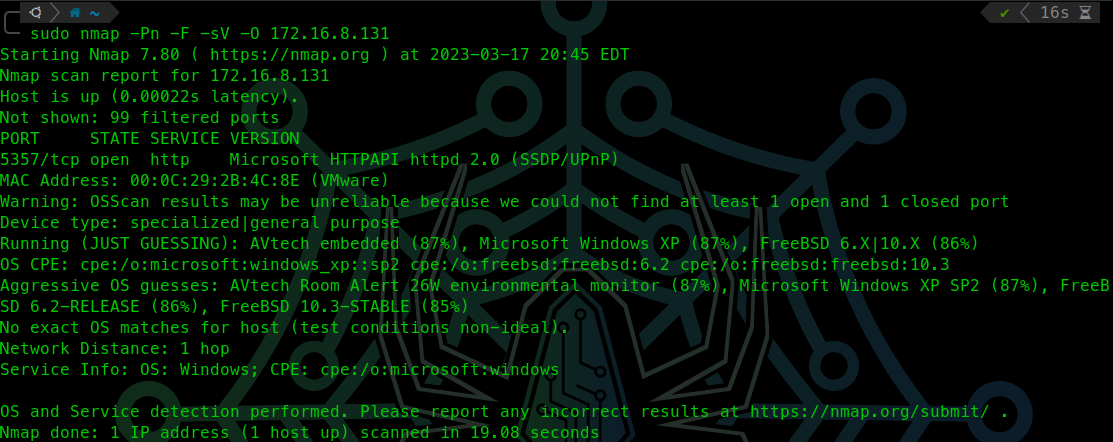 ~ 16s
sudo nmap -Pn -F -sV -O 172.16.8.131
Starting Nmap 7.80 ( https://nmap.org ) at 2023-03-17 20:45 EDT
Nmap scan report for 172.16.8.131
Host is up (0.00022s latency).
Not shown: 99 filtered ports
PORT     STATE SERVICE VERSION
5357/tcp open  http    Microsoft HTTPAPI httpd 2.0 (SSDP/UPnP)
MAC Address: 00:0C:29:2B:4C:8E (VMware)
Warning: OSScan results may be unreliable because we could not find at least 1 open and 1 closed port
Device type: specialized|general purpose
Running (JUST GUESSING): AVtech embedded (87%), Microsoft Windows XP (87%), FreeBSD 6.X|10.X (86%)
OS CPE: cpe:/o:microsoft:windows_xp::sp2 cpe:/o:freebsd:freebsd:6.2 cpe:/o:freebsd:freebsd:10.3
Aggressive OS guesses: AVtech Room Alert 26W environmental monitor (87%), Microsoft Windows XP SP2 (87%), FreeB
SD 6.2-RELEASE (86%), FreeBSD 10.3-STABLE (85%)
No exact OS matches for host (test conditions non-ideal).
Network Distance: 1 hop
Service Info: OS: Windows; CPE: cpe:/o:microsoft:windows
OS and Service detection performed. Please report any incorrect results at https://nmap.org/submit/ .
Nmap done: 1 IP address (1 host up) scanned in 19.08 seconds